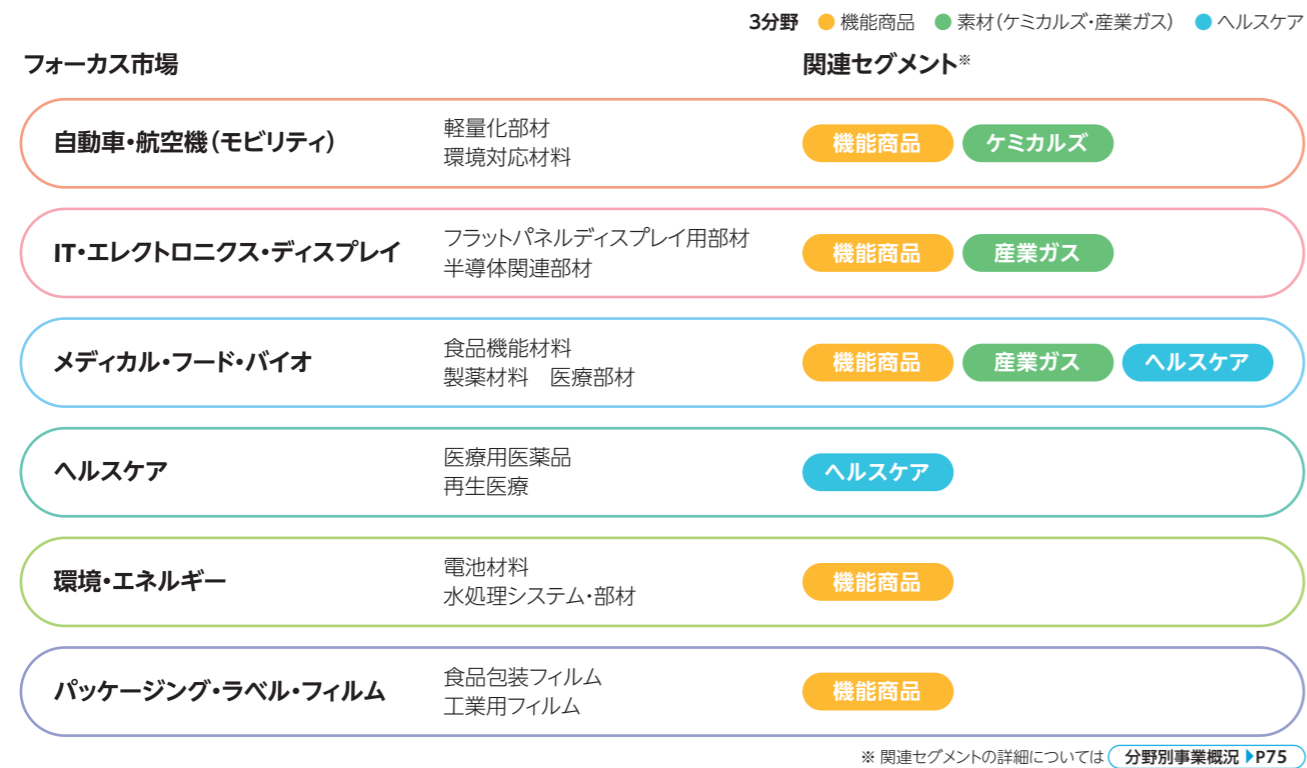 3分野 機能商品 素材(ケミカルズ・産業ガス) ヘルスケア
フォーカス市場
関連セグメント※
自動車・航空機(モビリティ)
軽量化部材
環境対応材料
機能商品 ケミカルズ
IT・エレクトロニクス・ディスプレイ
フラットパネルディスプレイ用部材
半導体関連部材
機能商品 産業ガス
メディカル・フード・バイオ
食品機能材料
製薬材料 医療部材
機能商品 産業ガス ヘルスケア
ヘルスケア
医療用医薬品
再生医療
ヘルスケア
環境・エネルギー
電池材料
水処理システム・部材
機能商品
パッケージング・ラベル・フィルム
食品包装フィルム
工業用フィルム
機能商品
※ 関連セグメントの詳細については 分野別事業概況 ▶P75